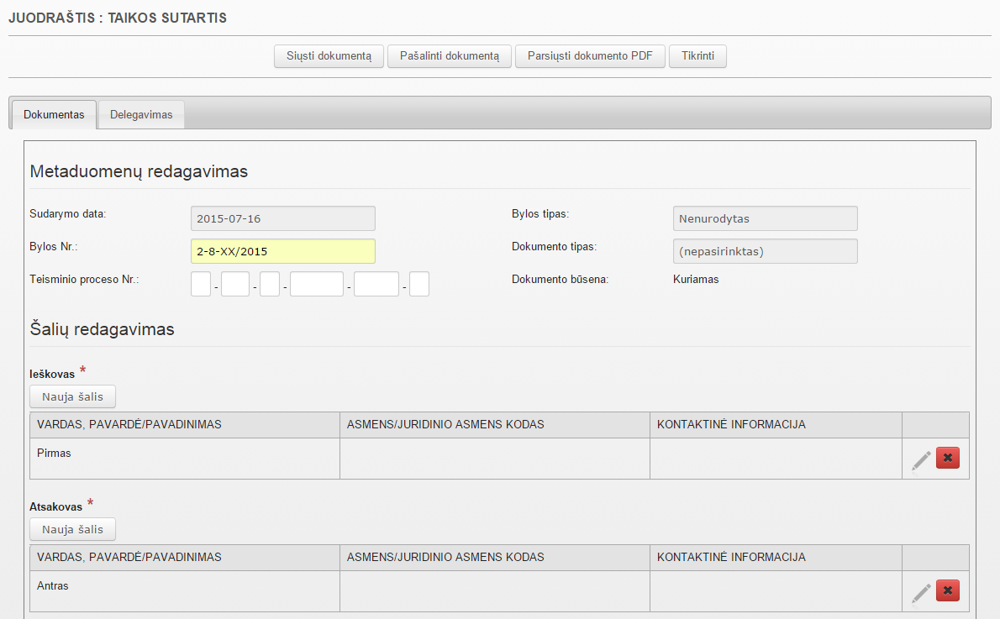 JUODRAŠTIS : TAIKOS SUTARTIS
Siųsti dokumentą Pašalinti dokumentą Parsiųsti dokumento PDF Tikrinti
Dokumentas Delegavimas
Metaduomenų redagavimas
Sudarymo data: 2015-07-16 Bylos tipas: Nenurodytas
Bylos Nr.: 2-8-XX/2015 Dokumento tipas: (nepasirinktas)
Teisminio proceso Nr.: - - - - - Dokumento būsena: Kuriamas
Šalių redagavimas
Ieškovas *
Nauja šalis
VARDAS, PAVARDĖ/PAVADINIMAS ASMENS/JURIDINIO ASMENS KODAS KONTAKTINĖ INFORMACIJA
Pirmas
Atsakovas *
Nauja šalis
VARDAS, PAVARDĖ/PAVADINIMAS ASMENS/JURIDINIO ASMENS KODAS KONTAKTINĖ INFORMACIJA
Antras